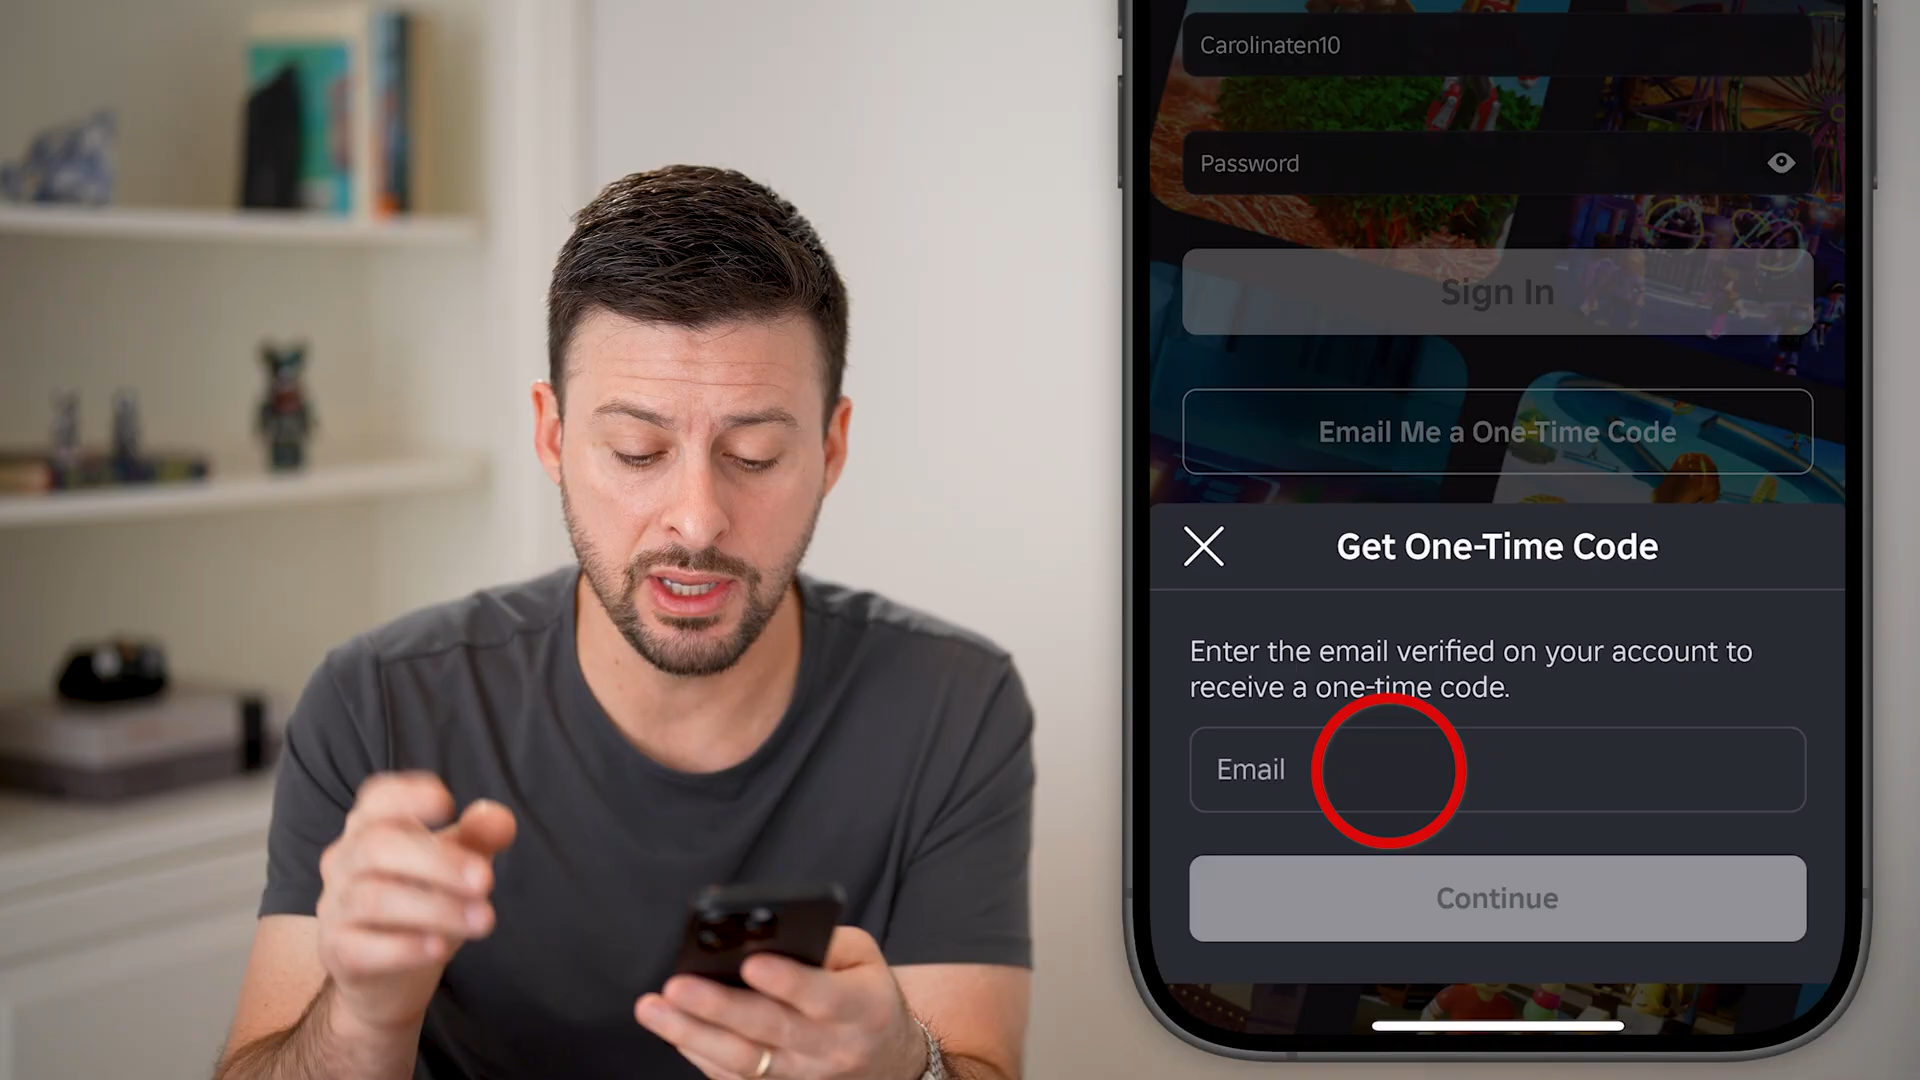 Carolinaten10
Password
Sign In
Email Me a One-Time Code
Get One-Time Code
Enter the email verified on your account to
receive a one-time code.
Email
Continue